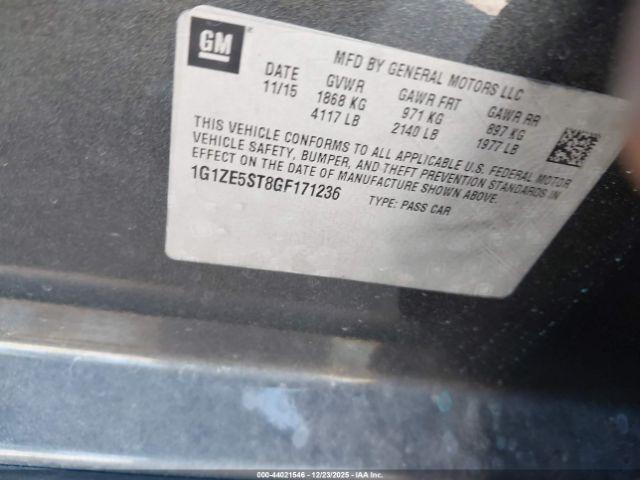 GM
MFD BY GENERAL MOTORS LLC
DATE GVWR GAWR FRT GAWR RR
11/15 1868 KG 971 KG 897 KG
4117 LB 2140 LB 1977 LB
THIS VEHICLE CONFORMS TO ALL APPLICABLE U.S. FEDERAL MOTOR
VEHICLE SAFETY, BUMPER, AND THEFT PREVENTION STANDARDS IN
EFFECT ON THE DATE OF MANUFACTURE SHOWN ABOVE.
1G1ZE5ST8GF171236 TYPE: PASS CAR
000-44021546 - 12/23/2025 - IAA Inc.